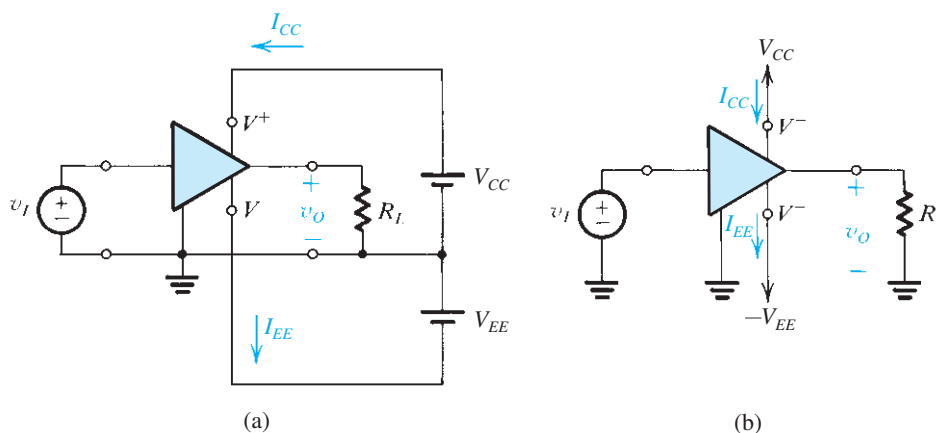 I_CC
V_CC
I_CC
V+
V−
v_I
+
−
V
+
v_O
−
R_L
V_CC
v_I
+
−
I_EE
V−
+
v_O
−
R
I_EE
V_EE
−V_EE
(a)
(b)